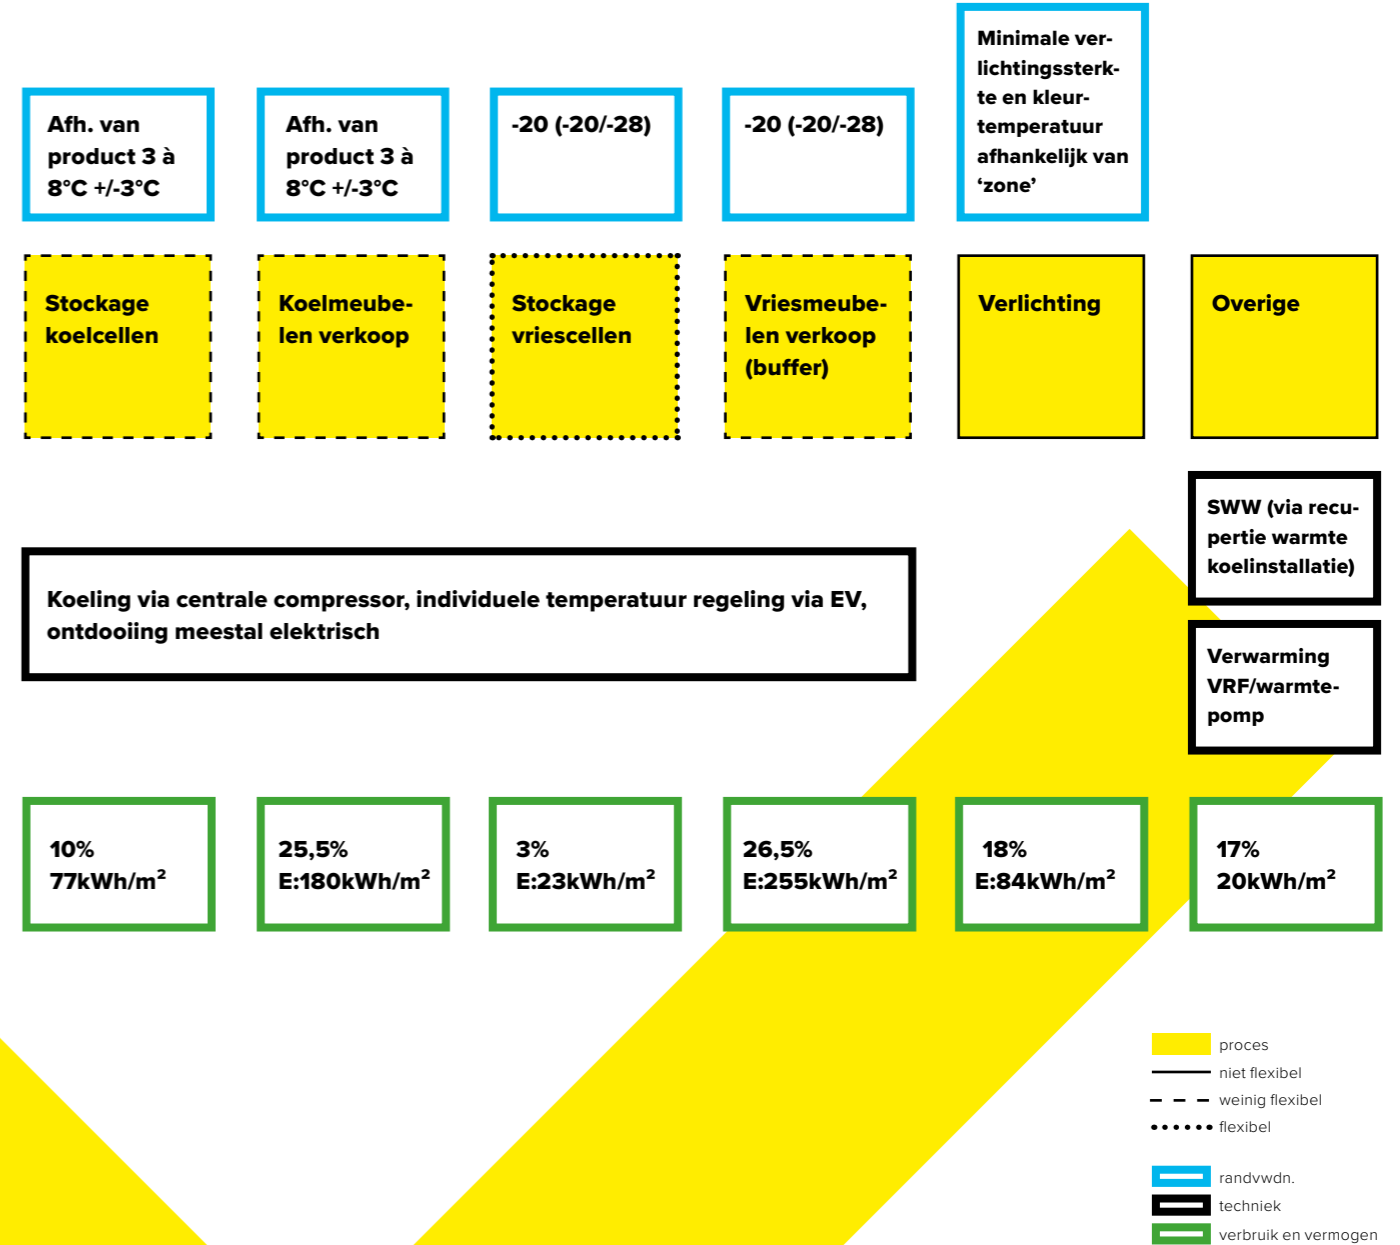 Afh. van
product 3 à
8°C +/-3°C
Afh. van
product 3 à
8°C +/-3°C
-20 (-20/-28)
-20 (-20/-28)
Minimale ver-
lichtingssterk-
te en kleur-
temperatuur
afhankelijk van
‘zone’
Stockage
koelcellen
Koelmeube-
len verkoop
Stockage
vriescellen
Vriesmeube-
len verkoop
(buffer)
Verlichting
Overige
Koeling via centrale compressor, individuele temperatuur regeling via EV,
ontdooiing meestal elektrisch
SWW (via recu-
pertie warmte
koelinstallatie)
Verwarming
VRF/warmte-
pomp
10%
77kWh/m²
25,5%
E:180kWh/m²
3%
E:23kWh/m²
26,5%
E:255kWh/m²
18%
E:84kWh/m²
17%
20kWh/m²
proces
niet flexibel
weinig flexibel
flexibel
randvwdn.
techniek
verbruik en vermogen